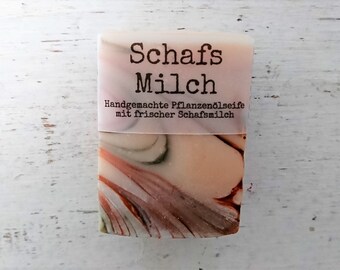 Schafs
Milch
Handgemachte Pflanzenölseife
mit frischer Schafsmilch